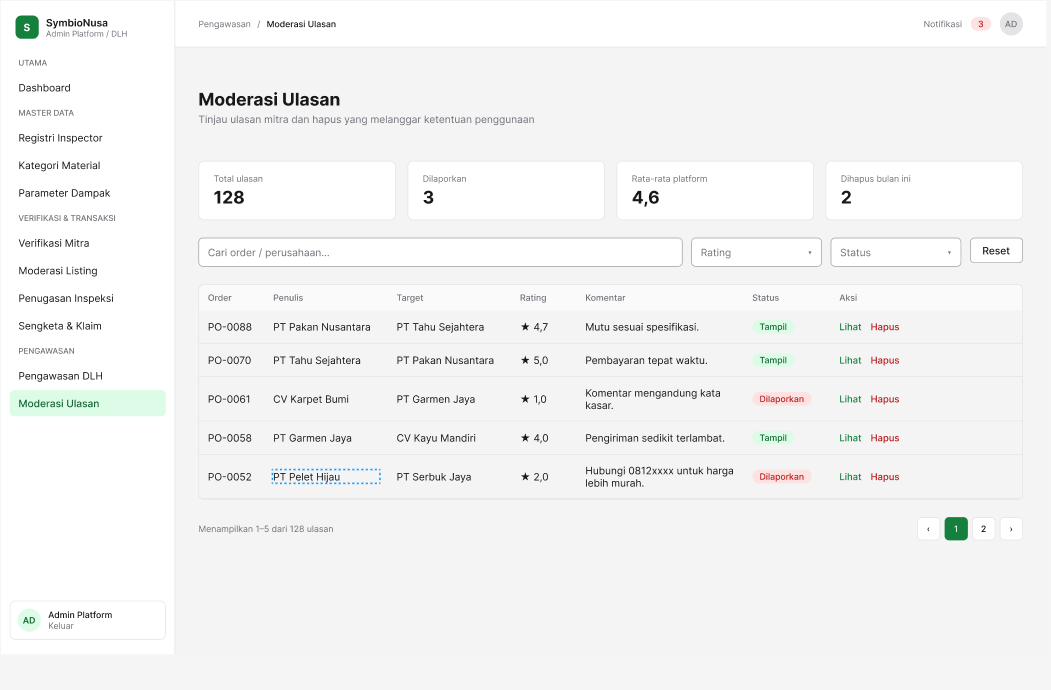 S
SymbioNusa
Admin Platform / DLH
UTAMA
Dashboard
MASTER DATA
Registri Inspector
Kategori Material
Parameter Dampak
VERIFIKASI & TRANSAKSI
Verifikasi Mitra
Moderasi Listing
Penugasan Inspeksi
Sengketa & Klaim
PENGAWASAN
Pengawasan DLH
Moderasi Ulasan
AD
Admin Platform
Keluar
Pengawasan / Moderasi Ulasan
Notifikasi 3 AD
Moderasi Ulasan
Tinjau ulasan mitra dan hapus yang melanggar ketentuan penggunaan
Total ulasan
128
Dilaporkan
3
Rata-rata platform
4,6
Dihapus bulan ini
2
Cari order / perusahaan...
Rating ▾
Status ▾
Reset
Order Penulis Target Rating Komentar Status Aksi
PO-0088 PT Pakan Nusantara PT Tahu Sejahtera ★ 4,7 Mutu sesuai spesifikasi. Tampil Lihat Hapus
PO-0070 PT Tahu Sejahtera PT Pakan Nusantara ★ 5,0 Pembayaran tepat waktu. Tampil Lihat Hapus
PO-0061 CV Karpet Bumi PT Garmen Jaya ★ 1,0 Komentar mengandung kata
kasar. Dilaporkan Lihat Hapus
PO-0058 PT Garmen Jaya CV Kayu Mandiri ★ 4,0 Pengiriman sedikit terlambat. Tampil Lihat Hapus
PO-0052 PT Pelet Hijau PT Serbuk Jaya ★ 2,0 Hubungi 0812xxxx untuk harga
lebih murah. Dilaporkan Lihat Hapus
Menampilkan 1–5 dari 128 ulasan
‹ 1 2 ›